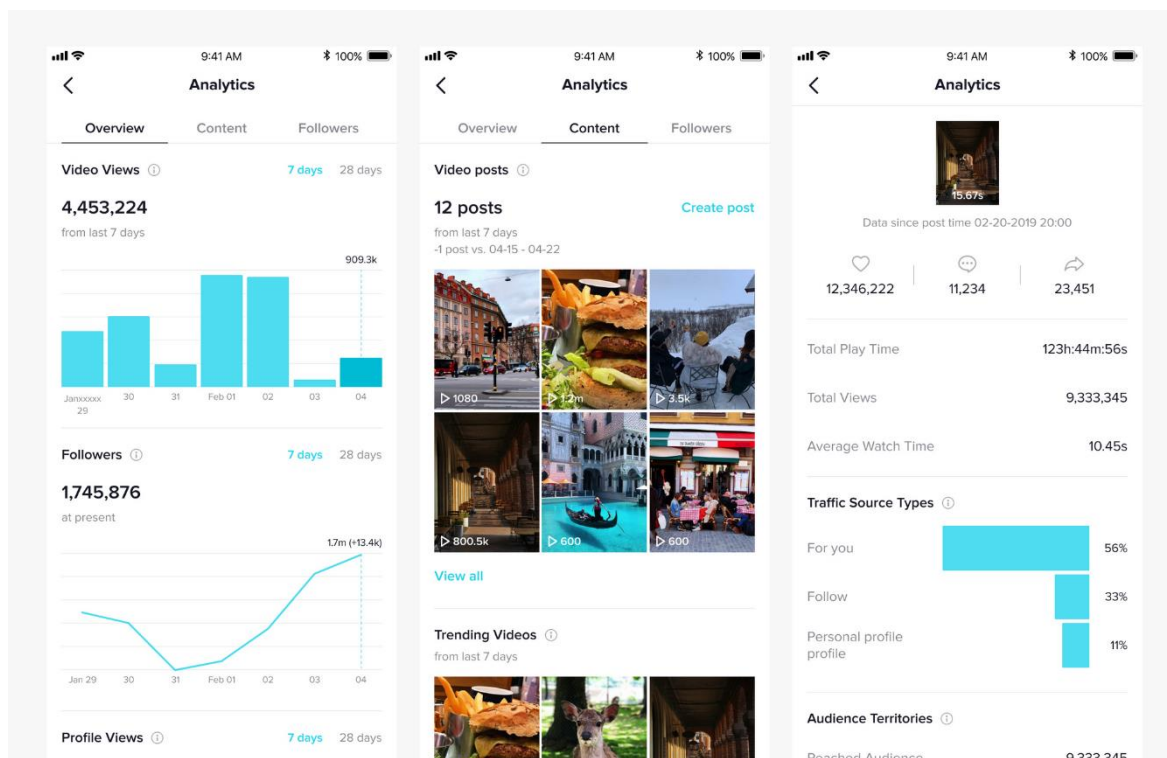 9:41 AM
100%
Analytics
Overview Content Followers
Video Views
7 days 28 days
4,453,224
from last 7 days
909.3k
Janxxxxx 29 30 31 Feb 01 02 03 04
Followers
7 days 28 days
1,745,876
at present
1.7m (+13.4k)
Jan 29 30 31 Feb 01 02 03 04
Profile Views
7 days 28 days
9:41 AM
100%
Analytics
Overview Content Followers
Video posts
12 posts
Create post
from last 7 days
-1 post vs. 04-15 - 04-22
1080
1.2m
3.5k
800.5k
600
600
View all
Trending Videos
from last 7 days
9:41 AM
100%
Analytics
15.67s
Data since post time 02-20-2019 20:00
12,346,222 11,234 23,451
Total Play Time 123h:44m:56s
Total Views 9,333,345
Average Watch Time 10.45s
Traffic Source Types
For you 56%
Follow 33%
Personal profile
profile
11%
Audience Territories
Reached Audience 9,333,345